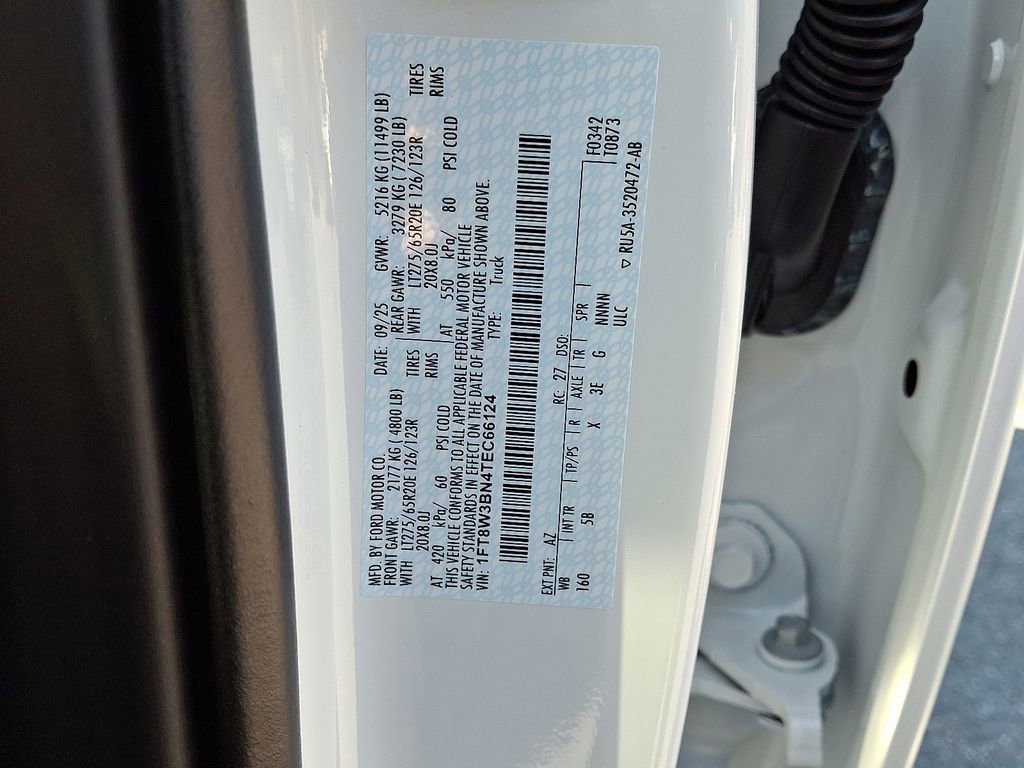 MFD. BY FORD MOTOR CO.
DATE: 09/25 GVWR: 5216 KG (11499 LB)
FRONT GAWR: 2177 KG ( 4800 LB)
REAR GAWR: 3279 KG ( 7230 LB)
WITH LT275/65R20E 126/123R TIRES
WITH LT275/65R20E 126/123R TIRES
20X8.0J RIMS
20X8.0J RIMS
AT 420 kPa/ 60 PSI COLD
AT 550 kPa/ 80 PSI COLD
THIS VEHICLE CONFORMS TO ALL APPLICABLE FEDERAL MOTOR VEHICLE
SAFETY STANDARDS IN EFFECT ON THE DATE OF MANUFACTURE SHOWN ABOVE.
VIN: 1FT8W3BN4TEC66124 TYPE: Truck
EXT PNT: AZ RC: 27 DSO:
WB INT TR TP/PS R AXLE TR SPR F0342
160 5B X 3E G NNNN T0873
ULC
▽ RU5A-3520472-AB